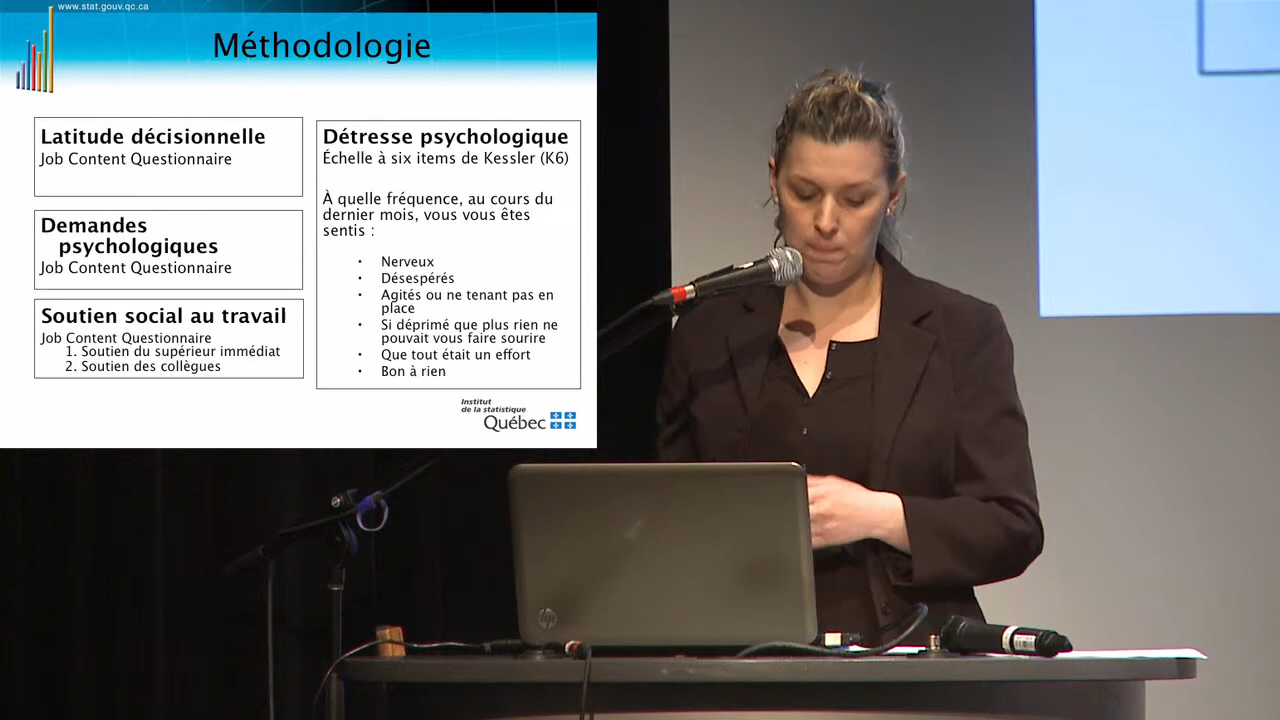 www.stat.gouv.qc.ca
Méthodologie
Latitude décisionnelle
Job Content Questionnaire
Demandes
psychologiques
Job Content Questionnaire
Soutien social au travail
Job Content Questionnaire
1. Soutien du supérieur immédiat
2. Soutien des collègues
Détresse psychologique
Échelle à six items de Kessler (K6)
À quelle fréquence, au cours du
dernier mois, vous vous êtes
sentis :
• Nerveux
• Désespérés
• Agités ou ne tenant pas en
place
• Si déprimé que plus rien ne
pouvait vous faire sourire
• Que tout était un effort
• Bon à rien
Institut
de la statistique
Québec
hp